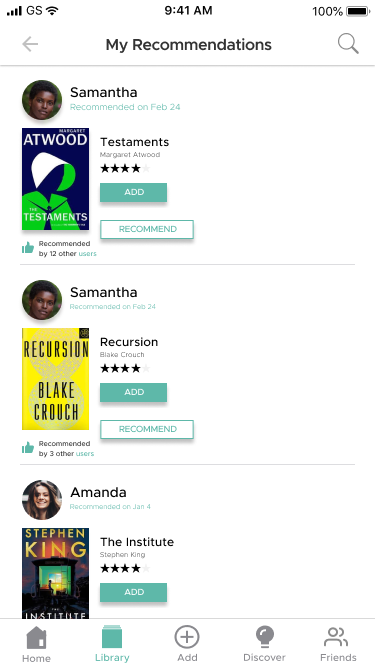 GS
9:41 AM
100%
My Recommendations
Samantha
Recommended on Feb 24
MARGARET
ATWOOD
THE
TESTAMENTS
Testaments
Margaret Atwood
ADD
RECOMMEND
Recommended
by 12 other users
Samantha
Recommended on Feb 24
RECURSION
BLAKE
CROUCH
Recursion
Blake Crouch
ADD
RECOMMEND
Recommended
by 3 other users
Amanda
Recommended on Jan 4
STEPHEN
KING
THE
INSTITUTE
The Institute
Stephen King
ADD
Home
Library
Add
Discover
Friends